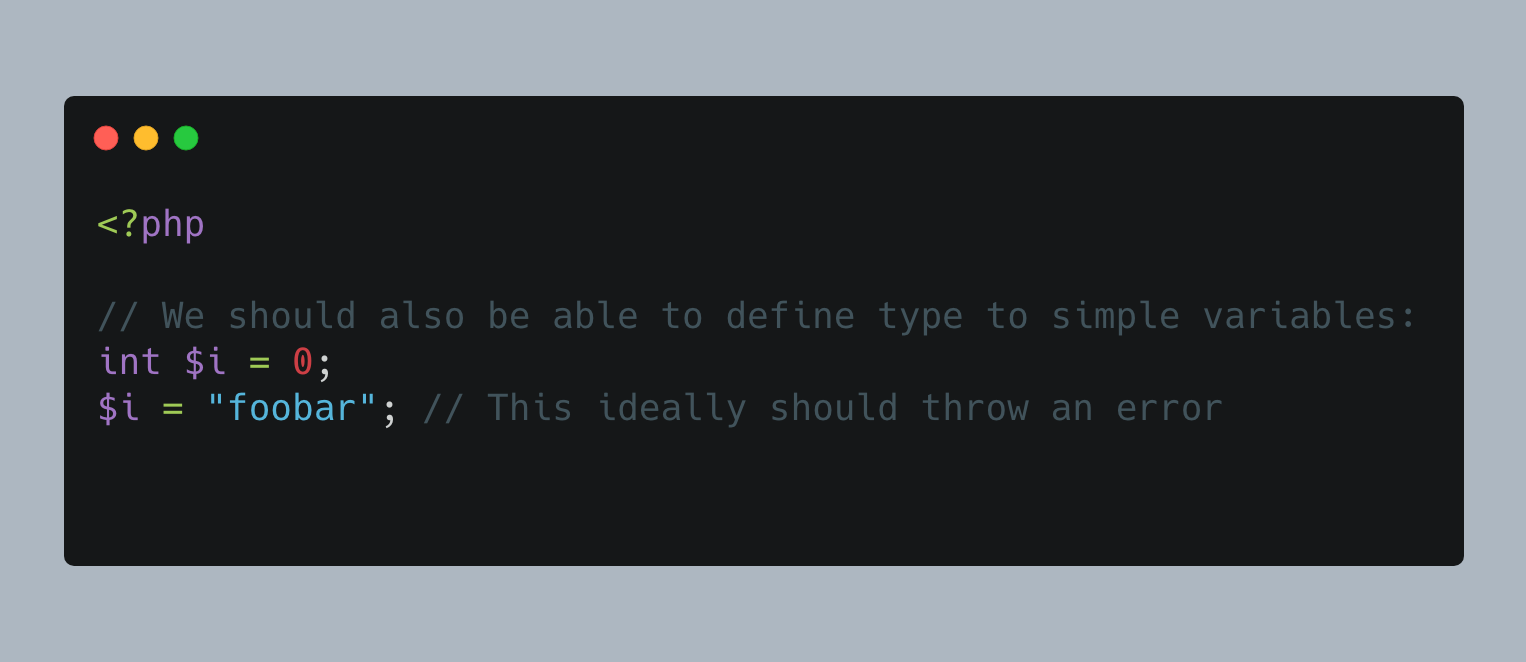 <?php
// We should also be able to define type to simple variables:
int $i = 0;
$i = "foobar"; // This ideally should throw an error